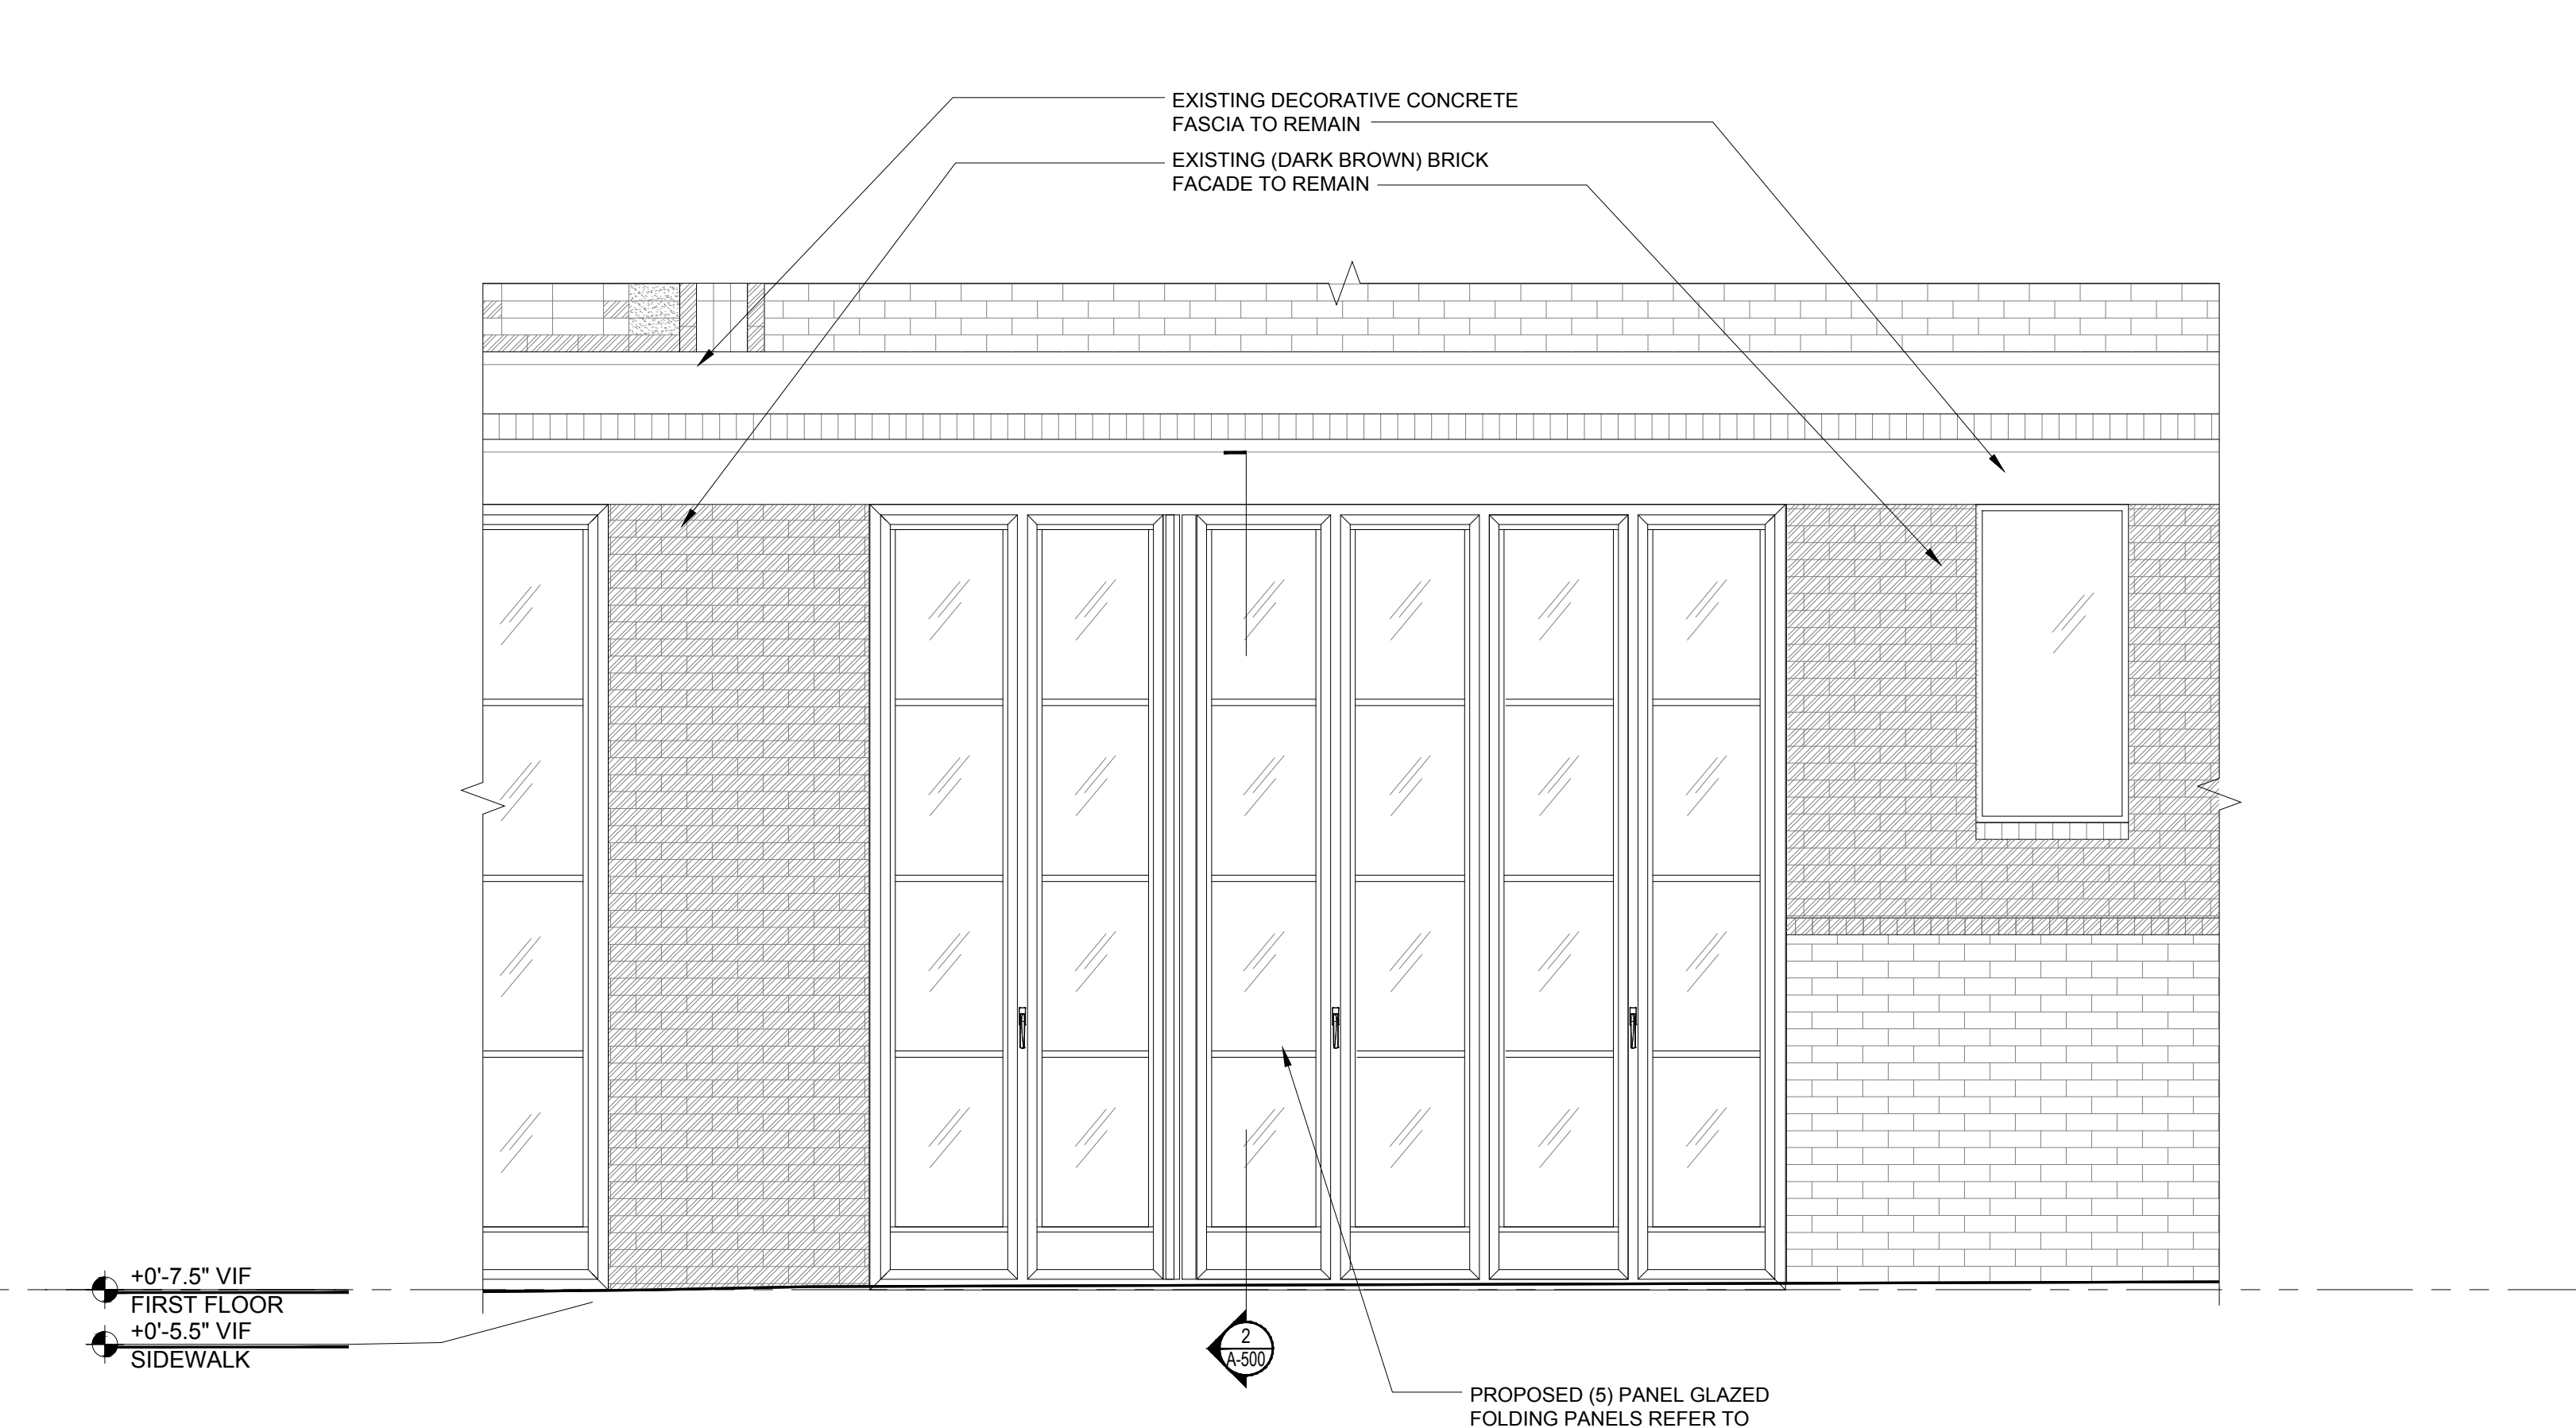 EXISTING DECORATIVE CONCRETE
FASCIA TO REMAIN
EXISTING (DARK BROWN) BRICK
FACADE TO REMAIN
+0'-7.5" VIF
FIRST FLOOR
+0'-5.5" VIF
SIDEWALK
2
A-500
PROPOSED (5) PANEL GLAZED
FOLDING PANELS REFER TO